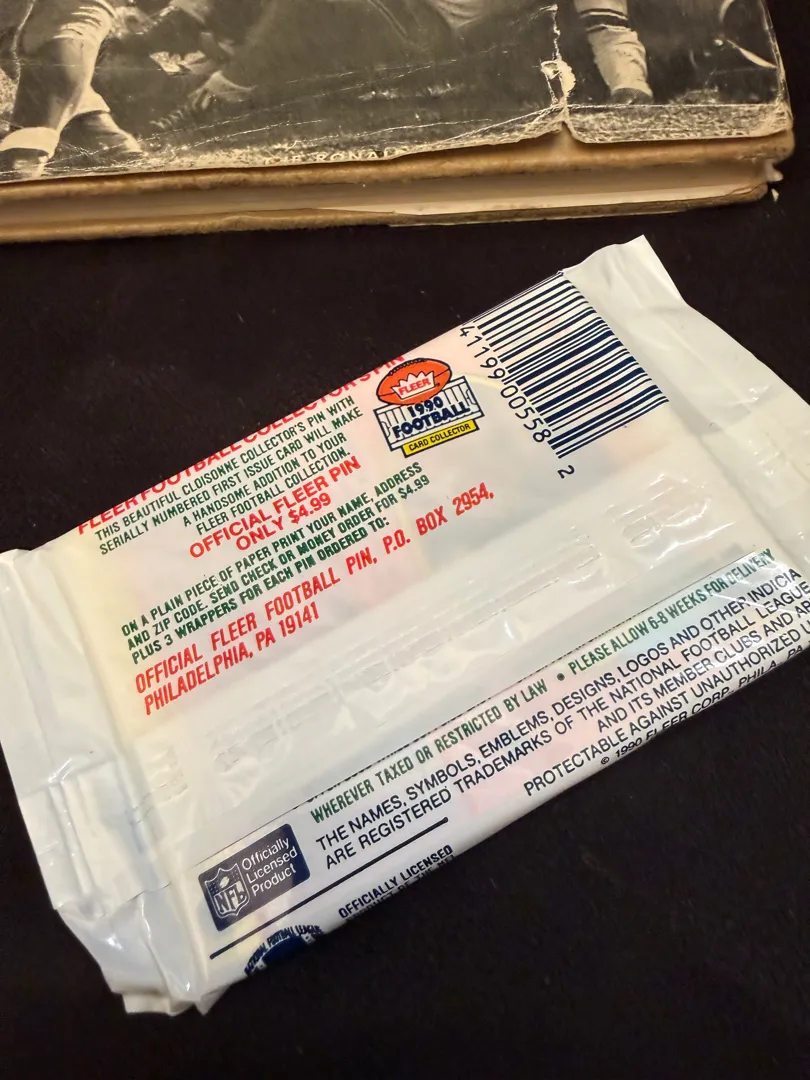 FLEER FOOTBALL COLLECTOR'S PIN
THIS BEAUTIFUL CLOISONNE COLLECTOR'S PIN WITH
SERIALLY NUMBERED FIRST ISSUE CARD WILL MAKE
A HANDSOME ADDITION TO YOUR
FLEER FOOTBALL COLLECTION.
OFFICIAL FLEER PIN
ONLY $4.99
ON A PLAIN PIECE OF PAPER PRINT YOUR NAME, ADDRESS
AND ZIP CODE. SEND CHECK OR MONEY ORDER FOR $4.99
PLUS 3 WRAPPERS FOR EACH PIN ORDERED TO:
OFFICIAL FLEER FOOTBALL PIN, P.O. BOX 2954,
PHILADELPHIA, PA 19141
FLEER
1990
FOOTBALL
CARD COLLECTOR
41199 00558 2
WHEREVER TAXED OR RESTRICTED BY LAW • PLEASE ALLOW 6-8 WEEKS FOR DELIVERY
THE NAMES, SYMBOLS, EMBLEMS, DESIGNS, LOGOS AND OTHER INDICIA
ARE REGISTERED TRADEMARKS OF THE NATIONAL FOOTBALL LEAGUE
AND ITS MEMBER CLUBS AND
PROTECTABLE AGAINST UNAUTHORIZED
© 1990 FLEER CORP. PHILA., PA
NFL
Officially
Licensed
Product
OFFICIALLY LICENSED
NATIONAL FOOTBALL LEAGUE